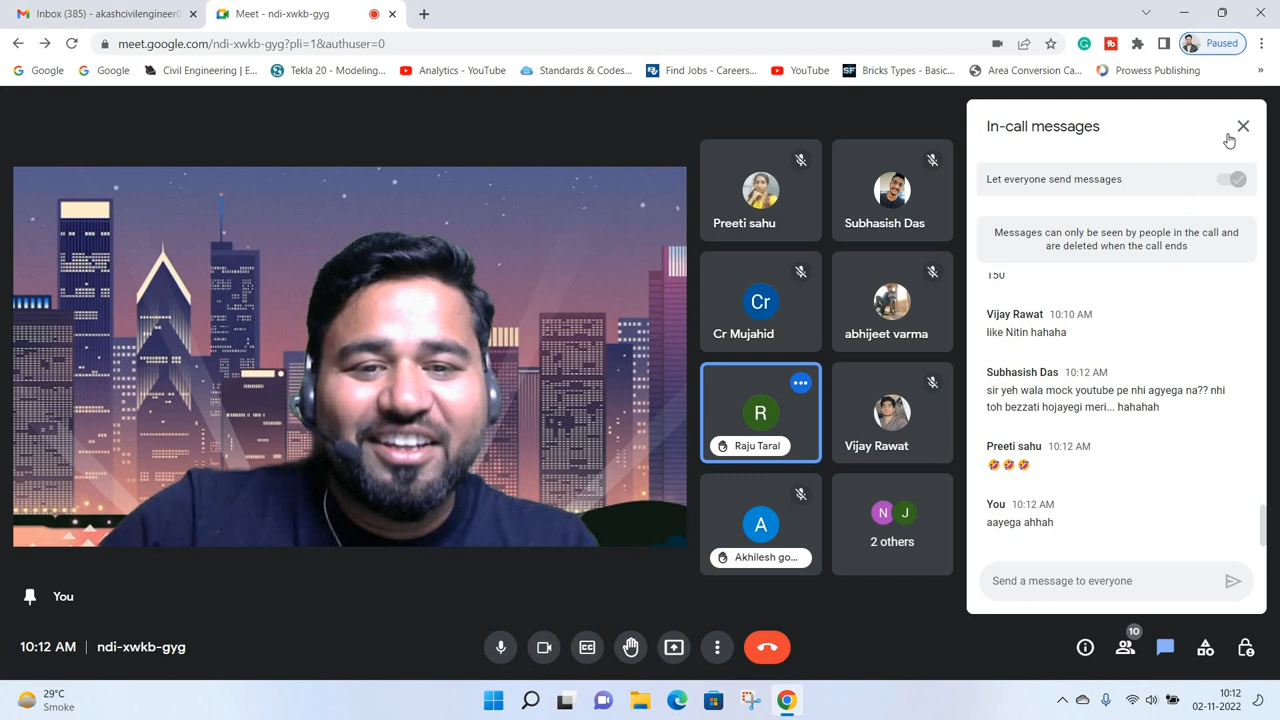 Inbox (385) - akashcivilengineer
Meet - ndi-xwkb-gyg
meet.google.com/ndi-xwkb-gyg?pli=1&authuser=0
Paused
Google
Google
Civil Engineering | E...
Tekla 20 - Modeling...
Analytics - YouTube
Standards & Codes...
Find Jobs - Careers...
YouTube
SF
Bricks Types - Basic...
Area Conversion Ca...
Prowess Publishing
»
Preeti sahu
Subhasish Das
Cr
Cr Mujahid
abhijeet varma
R
Raju Taral
Vijay Rawat
A
Akhilesh go...
N J
2 others
In-call messages
Let everyone send messages
Messages can only be seen by people in the call and
are deleted when the call ends
150
Vijay Rawat 10:10 AM
like Nitin hahaha
Subhasish Das 10:12 AM
sir yeh wala mock youtube pe nhi agyega na?? nhi
toh bezzati hojayegi meri... hahahah
Preeti sahu 10:12 AM
🤣🤣🤣
You 10:12 AM
aayega ahhah
Send a message to everyone
You
10:12 AM | ndi-xwkb-gyg
10
29°C
Smoke
10:12
02-11-2022